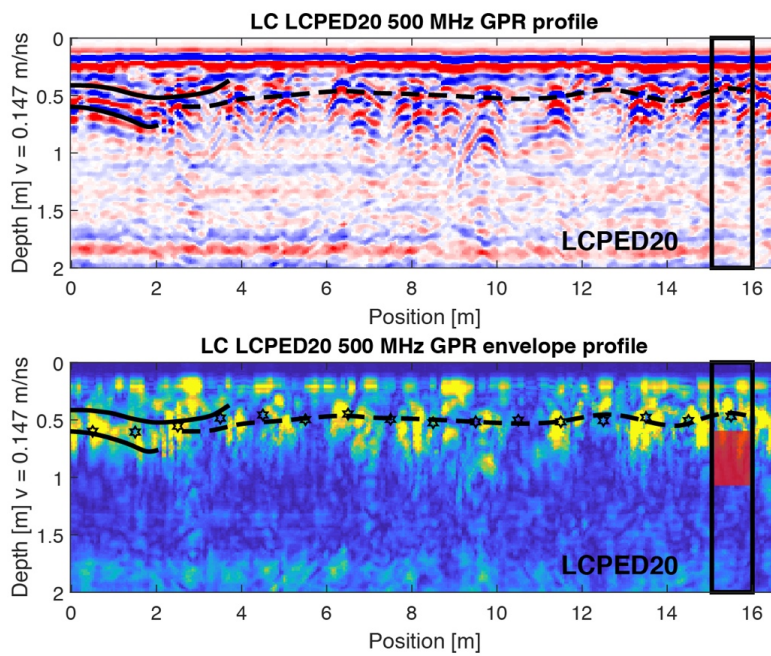 LC LCPED20 500 MHz GPR profile
0
0.5
1
1.5
2
Depth [m] v = 0.147 m/ns
LCPED20
0 2 4 6 8 10 12 14 16
Position [m]
LC LCPED20 500 MHz GPR envelope profile
0
0.5
1
1.5
2
Depth [m] v = 0.147 m/ns
LCPED20
0 2 4 6 8 10 12 14 16
Position [m]